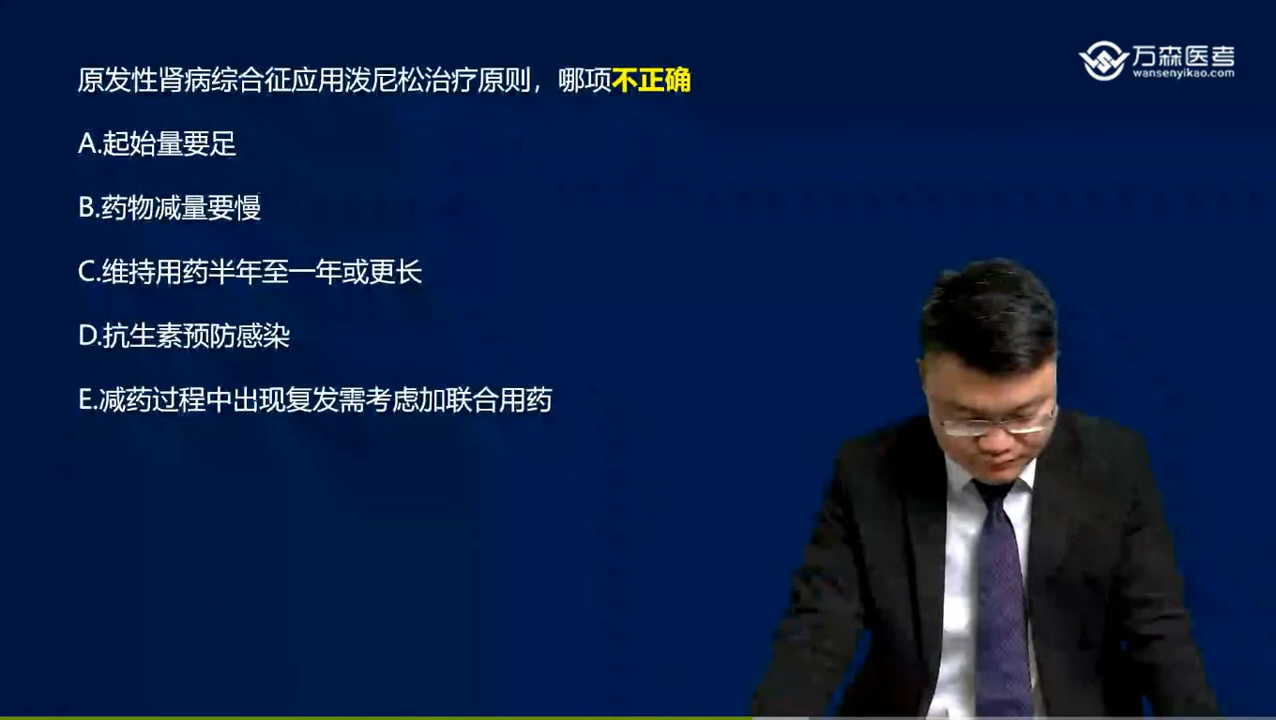 万森医考
wansenyikao.com
原发性肾病综合征应用泼尼松治疗原则，哪项不正确
A.起始量要足
B.药物减量要慢
C.维持用药半年至一年或更长
D.抗生素预防感染
E.减药过程中出现复发需考虑加联合用药